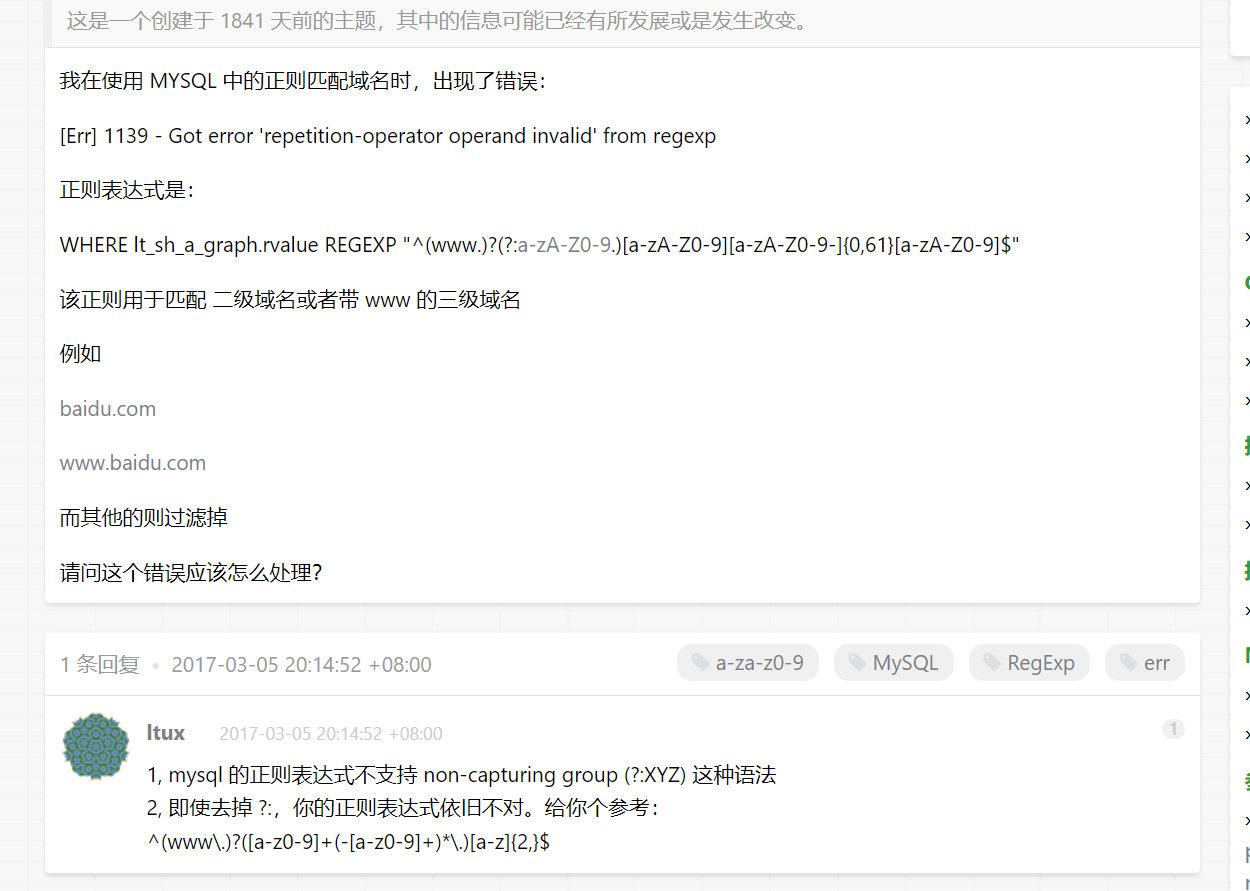 这是一个创建于 1841 天前的主题，其中的信息可能已经有所发展或是发生改变。
我在使用 MYSQL 中的正则匹配域名时，出现了错误：
[Err] 1139 - Got error 'repetition-operator operand invalid' from regexp
正则表达式是：
WHERE lt_sh_a_graph.rvalue REGEXP "^(www.)?(?:a-zA-Z0-9.)[a-zA-Z0-9][a-zA-Z0-9-]{0,61}[a-zA-Z0-9]$"
该正则用于匹配 二级域名或者带 www 的三级域名
例如
baidu.com
www.baidu.com
而其他的则过滤掉
请问这个错误应该怎么处理？
1 条回复 • 2017-03-05 20:14:52 +08:00
a-za-z0-9
MySQL
RegExp
err
ltux 2017-03-05 20:14:52 +08:00
1
1, mysql 的正则表达式不支持 non-capturing group (?:XYZ) 这种语法
2, 即使去掉 ?:，你的正则表达式依旧不对。给你个参考：
^(www\.)?([a-z0-9]+(-[a-z0-9]+)*\.)[a-z]{2,}$